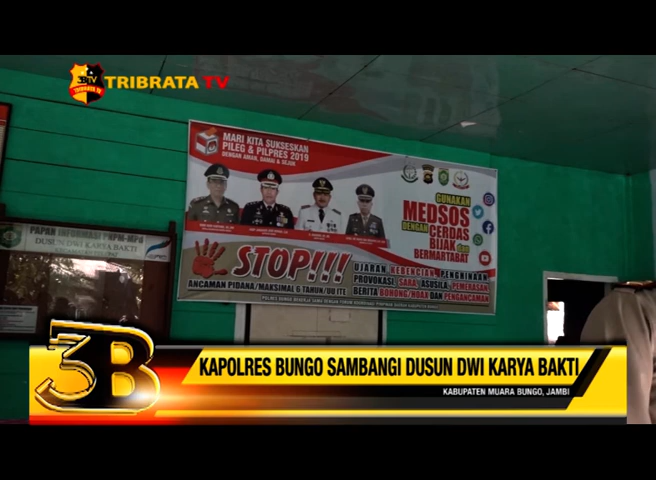 TRIBRATA TV
MARI KITA SUKSESKAN
PILEG & PILPRES 2019
DENGAN AMAN, DAMAI & SEJUK
GUNAKAN
MEDSOS
DENGAN CERDAS
BIJAK dan
BERMARTABAT
STOP!!!
ANCAMAN PIDANA/MAKSIMAL 6 TAHUN/UU ITE
UJARAN KEBENCIAN, PENGHINAAN
PROVOKASI, SARA, ASUSILA, PEMERASAN
BERITA BOHONG/HOAX DAN PENGANCAMAN
PAPAN INFORMASI PNPM-MPd
DUSUN DWI KARYA BAKTI
3B
KAPOLRES BUNGO SAMBANGI DUSUN DWI KARYA BAKTI
KABUPATEN MUARA BUNGO, JAMBI